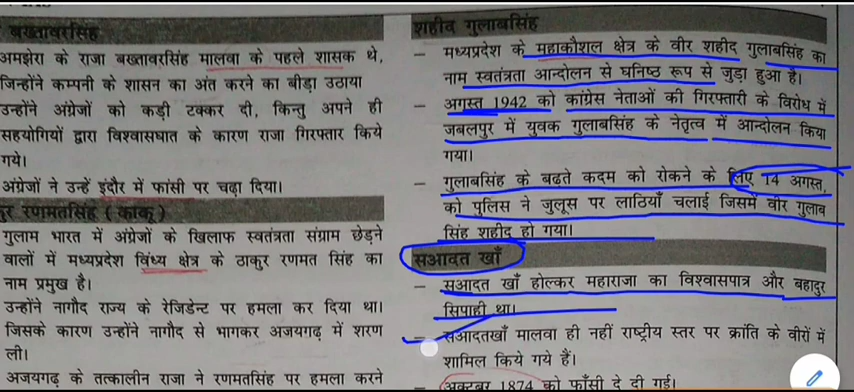 बख्तावरसिंह
अमझेरा के राजा बख्तावरसिंह मालवा के पहले शासक थे,
जिन्होंने कम्पनी के शासन का अंत करने का बीड़ा उठाया
उन्होंने अंग्रेजों को कड़ी टक्कर दी, किन्तु अपने ही
सहयोगियों द्वारा विश्वासघात के कारण राजा गिरफ्तार किये
गये।
अंग्रेजों ने उन्हें इंदौर में फांसी पर चढ़ा दिया।
रणमतसिंह ( काकू )
गुलाम भारत में अंग्रेजों के खिलाफ स्वतंत्रता संग्राम छेड़ने
वालों में मध्यप्रदेश विंध्य क्षेत्र के ठाकुर रणमत सिंह का
नाम प्रमुख है।
उन्होंने नागौद राज्य के रेजिडेन्ट पर हमला कर दिया था।
जिसके कारण उन्होंने नागौद से भागकर अजयगढ़ में शरण
ली।
अजयगढ़ के तत्कालीन राजा ने रणमतसिंह पर हमला करने
शहीद गुलाबसिंह
– मध्यप्रदेश के महाकौशल क्षेत्र के वीर शहीद गुलाबसिंह का
नाम स्वतंत्रता आन्दोलन से घनिष्ठ रूप से जुड़ा हुआ है।
– अगस्त 1942 को कांग्रेस नेताओं की गिरफ्तारी के विरोध में
जबलपुर में युवक गुलाबसिंह के नेतृत्व में आन्दोलन किया
गया।
– गुलाबसिंह के बढते कदम को रोकने के लिए 14 अगस्त,
को पुलिस ने जुलूस पर लाठियाँ चलाई जिसमें वीर गुलाब
सिंह शहीद हो गया।
सआदत खाँ
– सआदत खाँ होल्कर महाराजा का विश्वासपात्र और बहादुर
सिपाही था।
– सआदतखाँ मालवा ही नहीं राष्ट्रीय स्तर पर क्रांति के वीरों में
शामिल किये गये हैं।
– अक्टूबर 1874 को फाँसी दे दी गई।